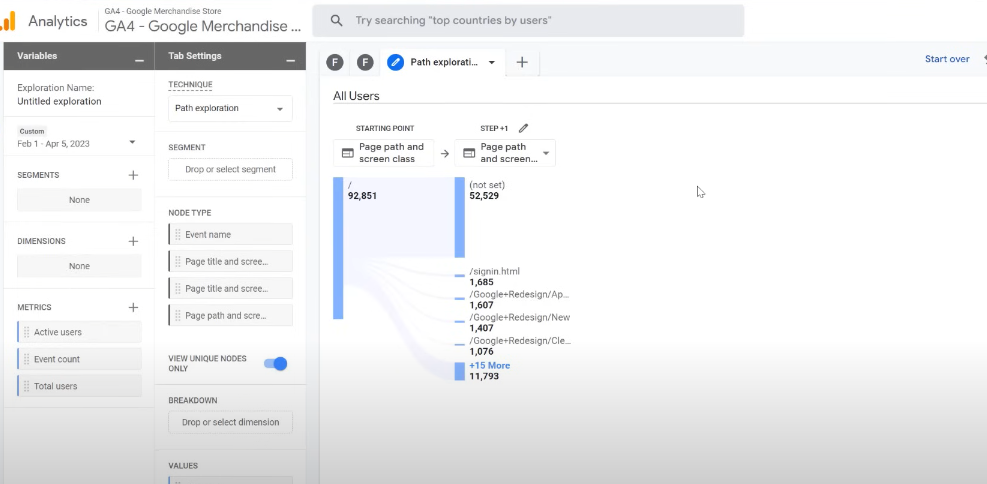 Analytics
GA4 - Google Merchandise Store
GA4 - Google Merchandise ...
Try searching "top countries by users"
Variables
Exploration Name:
Untitled exploration
Custom
Feb 1 - Apr 5, 2023
SEGMENTS
None
DIMENSIONS
None
METRICS
Active users
Event count
Total users
Tab Settings
TECHNIQUE
Path exploration
SEGMENT
Drop or select segment
NODE TYPE
Event name
Page title and scree...
Page title and scree...
Page path and scre...
VIEW UNIQUE NODES
ONLY
BREAKDOWN
Drop or select dimension
VALUES
F
F
Path explorati...
Start over
All Users
STARTING POINT
Page path and
screen class
STEP +1
Page path
and screen...
/
92,851
(not set)
52,529
/signin.html
1,685
/Google+Redesign/Ap...
1,607
/Google+Redesign/New
1,407
/Google+Redesign/Cle...
1,076
+15 More
11,793